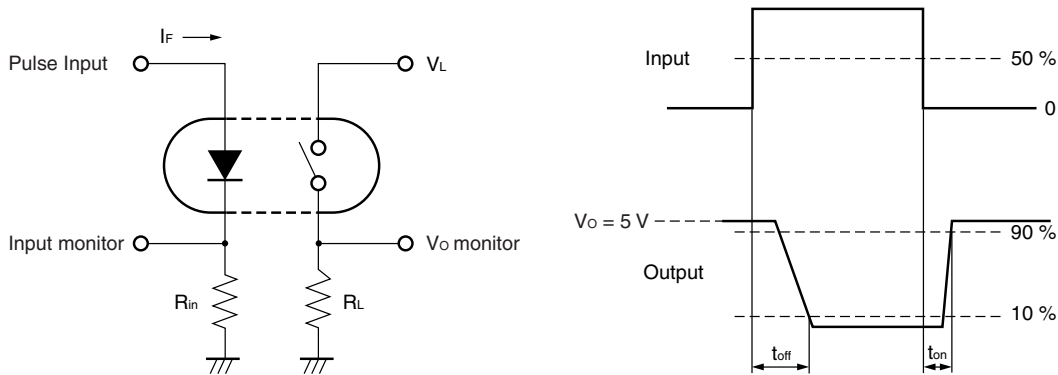 IF
Pulse Input
VL
Input monitor
VO monitor
Rin
RL
Input
50 %
0
VO = 5 V
90 %
Output
10 %
toff
ton